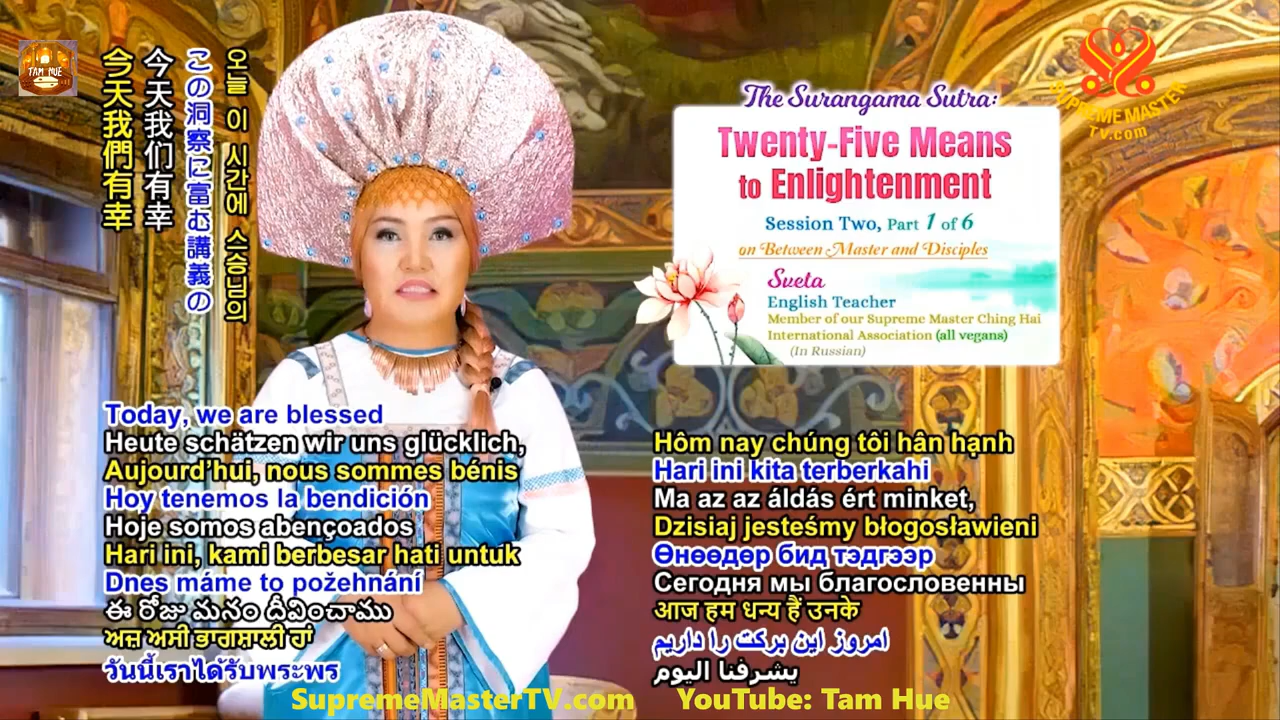 TAM HUE
今天我們有幸
今天我们有幸
この洞察に富む講義の
오늘 이 시간에 스승님의
The Surangama Sutra:
Twenty-Five Means
to Enlightenment
Session Two, Part 1 of 6
on Between Master and Disciples
Sveta
English Teacher
Member of our Supreme Master Ching Hai
International Association (all vegans)
(In Russian)
SUPREME MASTER
TV.com
Today, we are blessed
Heute schätzen wir uns glücklich,
Aujourd'hui, nous sommes bénis
Hoy tenemos la bendición
Hoje somos abençoados
Hari ini, kami berbesar hati untuk
Dnes máme to požehnání
ఈ రోజు మనం దీవించాము
ਅਜ਼ ਅਸੀ ਭਾਗਸ਼ਾਲੀ ਹਾਂ
วันนี้เราได้รับพระพร
Hôm nay chúng tôi hân hạnh
Hari ini kita terberkahi
Ma az az áldás ért minket,
Dzisiaj jesteśmy błogosławieni
Өнөөдөр бид тэдгээр
Сегодня мы благословенны
आज हम धन्य हैं उनके
امروز این برکت را داریم
يشرفنا اليوم
SupremeMasterTV.com YouTube: Tam Hue